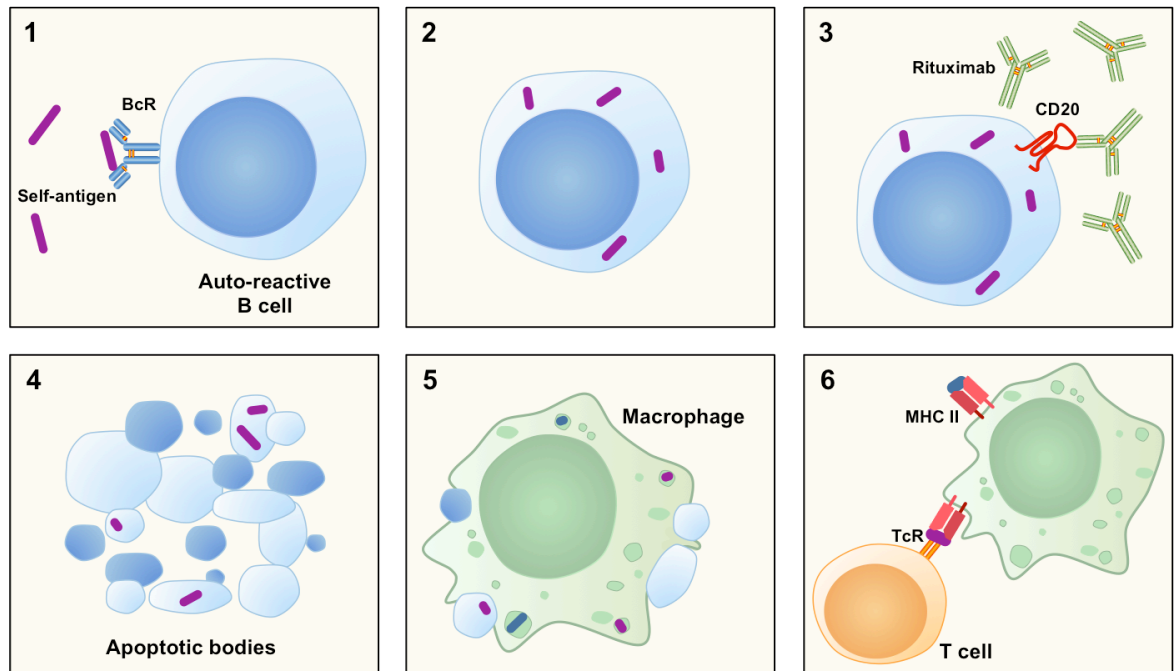 1
BcR
Self-antigen
Auto-reactive
B cell
2
3
Rituximab
CD20
4
Apoptotic bodies
5
Macrophage
6
MHC II
TcR
T cell